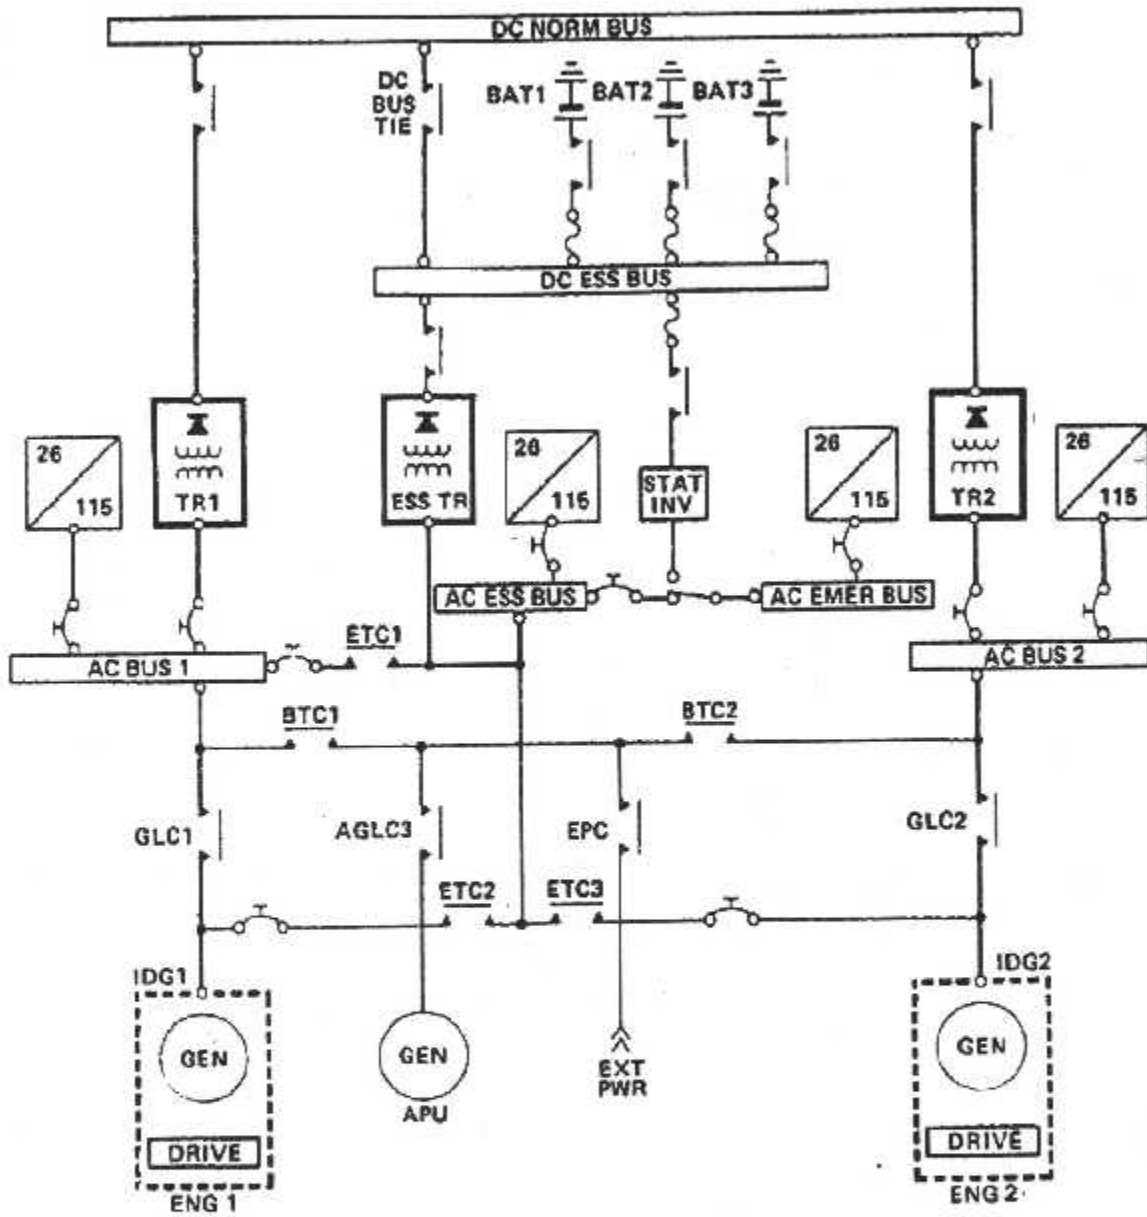 DC NORM BUS
DC
BUS
TIE
BAT1
BAT2
BAT3
DC ESS BUS
26
115
TR1
ESS TR
26
115
STAT
INV
26
115
TR2
26
115
AC ESS BUS
AC EMER BUS
AC BUS 1
ETC1
AC BUS 2
BTC1
BTC2
GLC1
AGLC3
EPC
GLC2
ETC2
ETC3
IDG1
IDG2
GEN
GEN
GEN
EXT
PWR
APU
DRIVE
DRIVE
ENG 1
ENG 2